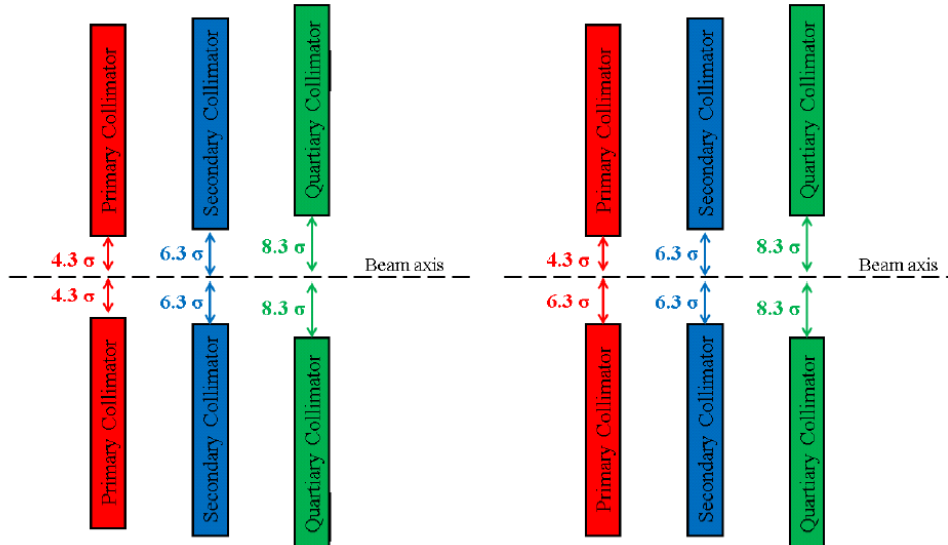 Primary Collimator
Secondary Collimator
Quartiary Collimator
4.3 σ
6.3 σ
8.3 σ
Beam axis
4.3 σ
6.3 σ
8.3 σ
Primary Collimator
Secondary Collimator
Quartiary Collimator
Primary Collimator
Secondary Collimator
Quartiary Collimator
4.3 σ
6.3 σ
8.3 σ
Beam axis
6.3 σ
6.3 σ
8.3 σ
Primary Collimator
Secondary Collimator
Quartiary Collimator